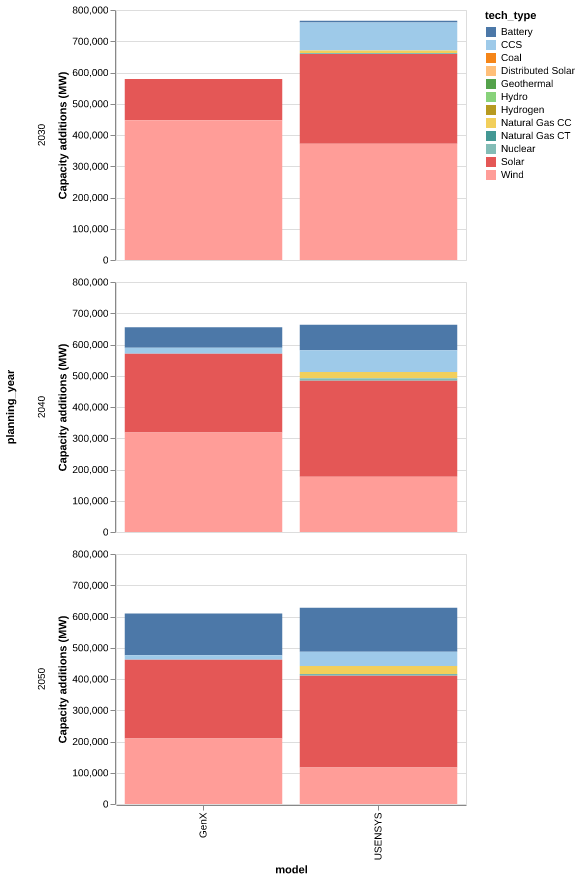 800,000
700,000
600,000
500,000
400,000
300,000
200,000
100,000
0
Capacity additions (MW)
2030
800,000
700,000
600,000
500,000
400,000
300,000
200,000
100,000
0
Capacity additions (MW)
2040
planning_year
800,000
700,000
600,000
500,000
400,000
300,000
200,000
100,000
0
Capacity additions (MW)
2050
GenX
USENSYS
model
tech_type
Battery
CCS
Coal
Distributed Solar
Geothermal
Hydro
Hydrogen
Natural Gas CC
Natural Gas CT
Nuclear
Solar
Wind